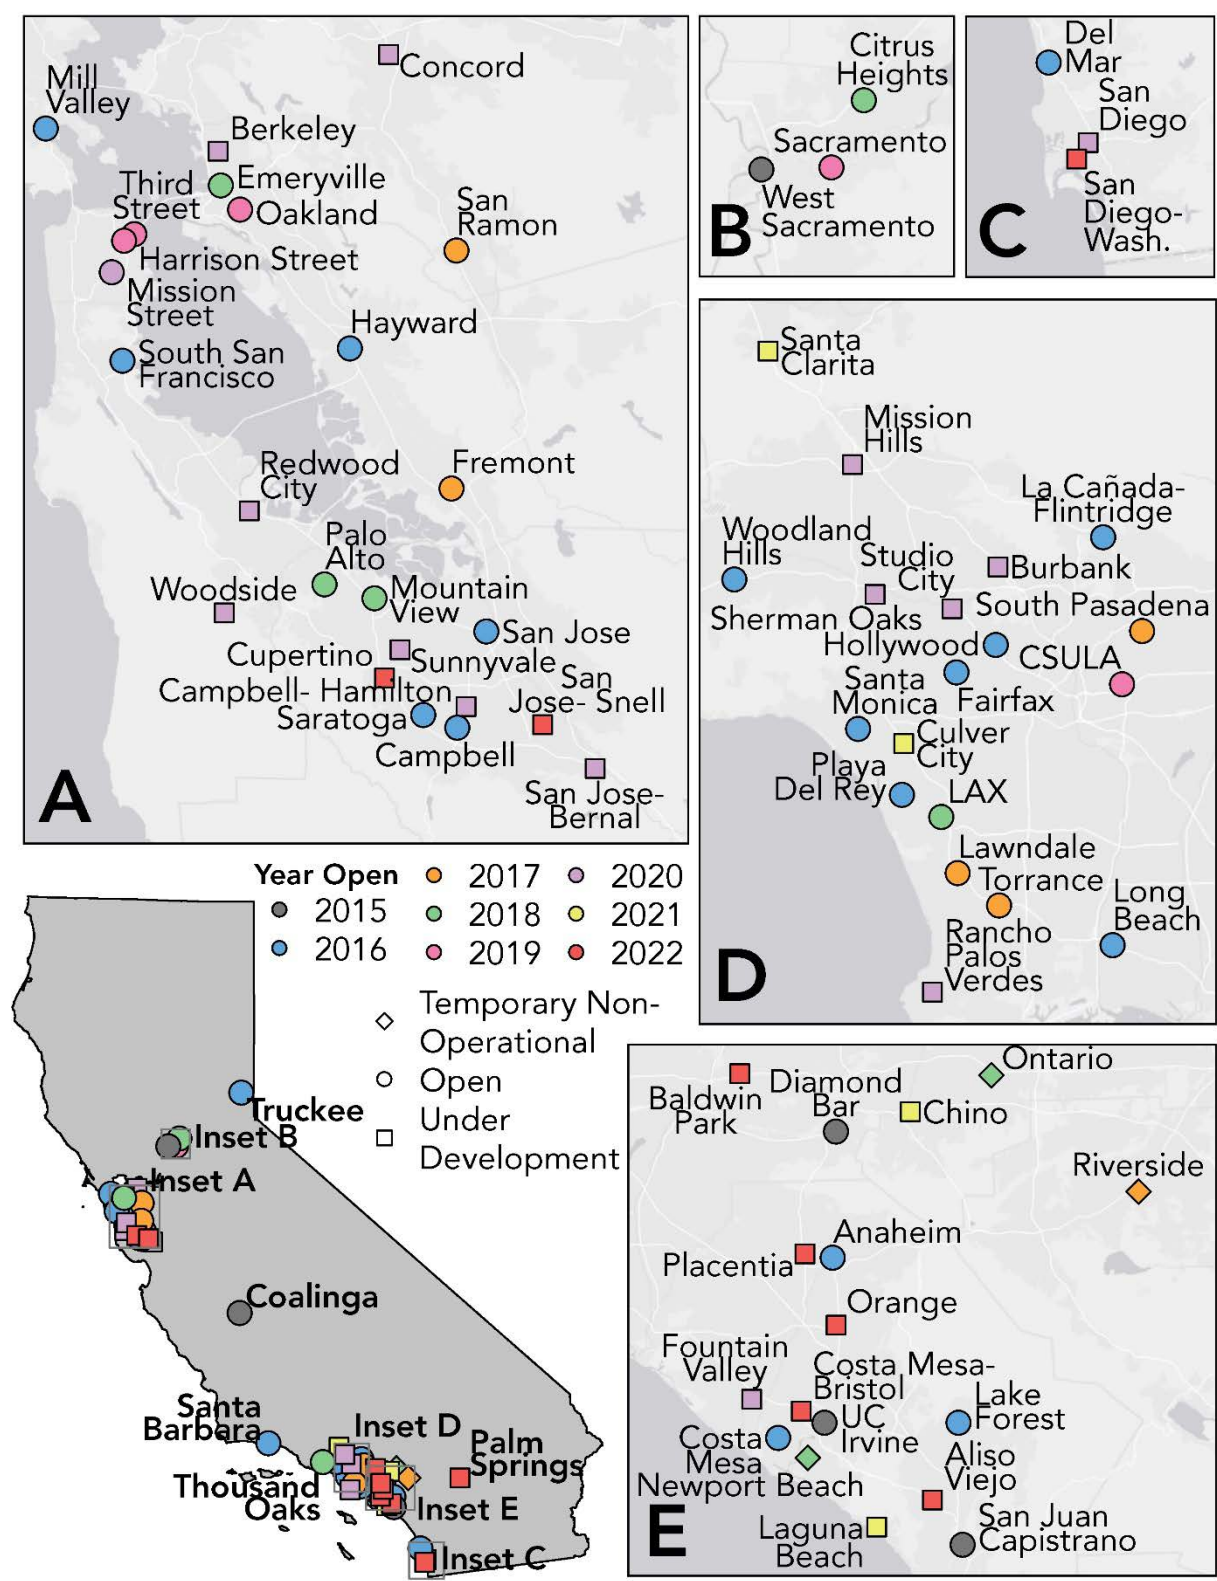 Concord
Mill
Valley
Berkeley
Emeryville
Third
Street
Oakland
San
Ramon
Harrison Street
Mission
Street
Hayward
South San
Francisco
Redwood
City
Fremont
Palo
Alto
Woodside
Mountain
View
San Jose
Cupertino
Sunnyvale
Campbell- Hamilton
San
Jose- Snell
Saratoga
Campbell
San Jose-
Bernal
A
Citrus
Heights
Sacramento
West
Sacramento
B
Del
Mar
San
Diego
San
Diego-
Wash.
C
Santa
Clarita
Mission
Hills
La Cañada-
Flintridge
Woodland
Hills
Studio
City
Burbank
Sherman Oaks
South Pasadena
Hollywood
CSULA
Santa
Monica
Fairfax
Culver
City
Playa
Del Rey
LAX
Lawndale
Torrance
Long
Beach
Rancho
Palos
Verdes
D
Year Open
2015
2016
2017
2018
2019
2020
2021
2022
Temporary Non-
Operational
Open
Under
Development
Truckee
Inset B
Inset A
Coalinga
Santa
Barbara
Inset D
Palm
Springs
Thousand
Oaks
Inset E
Inset C
Ontario
Baldwin
Park
Diamond
Bar
Chino
Riverside
Anaheim
Placentia
Orange
Fountain
Valley
Costa Mesa-
Bristol
Lake
Forest
UC
Irvine
Costa
Mesa
Newport Beach
Aliso
Viejo
Laguna
Beach
San Juan
Capistrano
E